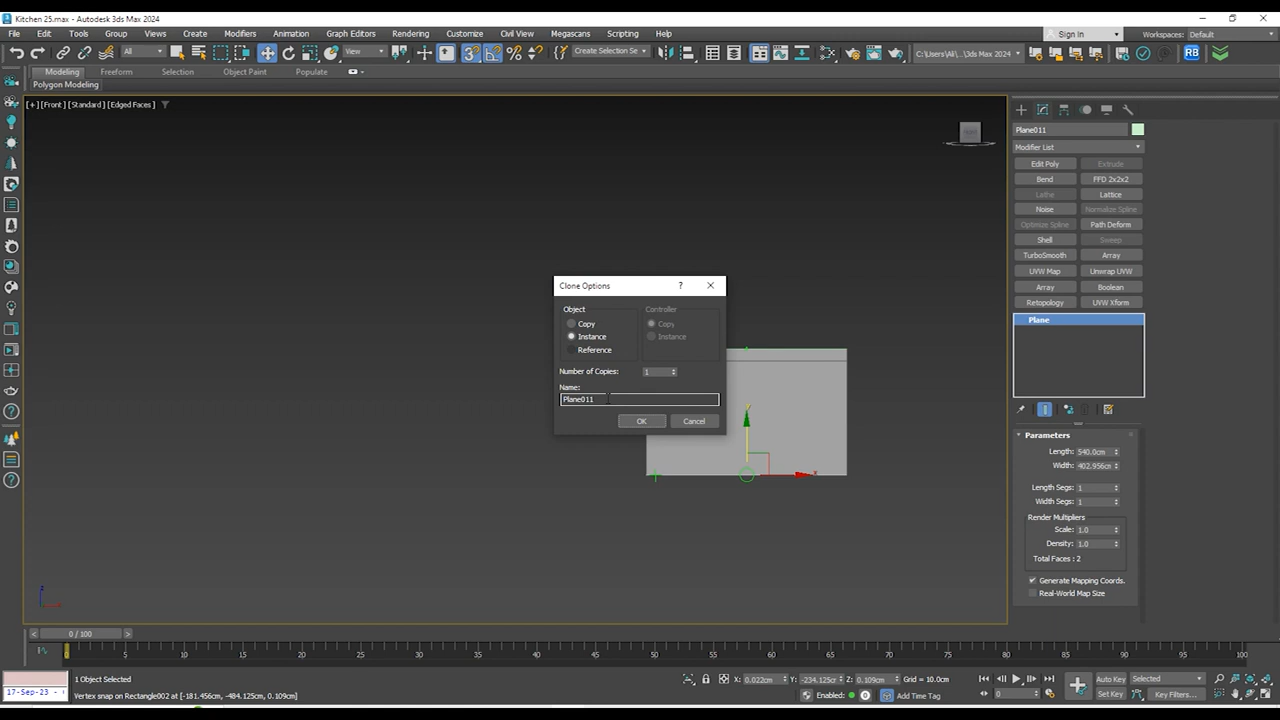 Kitchen 25.max - Autodesk 3ds Max 2024
File Edit Tools Group Views Create Modifiers Animation Graph Editors Rendering Customize Civil View Megascans Scripting Help
Sign In Workspaces: Default
All View Create Selection Se C:\Users\Ali\...\3ds Max 2024 RB
Modeling Freeform Selection Object Paint Populate
Polygon Modeling
[+] [Front] [Standard] [Edged Faces]
Plane011
Modifier List
Edit Poly Extrude
Bend FFD 2x2x2
Lathe Lattice
Noise Normalize Spline
Optimize Spline Path Deform
Shell Sweep
TurboSmooth Array
UVW Map Unwrap UVW
Array Boolean
Retopology UVW Xform
Plane
Clone Options ?
Object Controller
Copy Copy
Instance Instance
Reference
Number of Copies: 1
Name:
Plane011
OK Cancel
y
x
Parameters
Length: 540.0cm
Width: 402.956cm
Length Segs: 1
Width Segs: 1
Render Multipliers
Scale: 1.0
Density: 1.0
Total Faces : 2
Generate Mapping Coords.
Real-World Map Size
z
< 0 / 100 >
0 5 10 15 20 25 30 35 40 45 50 55 60 65 70 75 80 85 90 95 100
17-Sep-23
1 Object Selected
Vertex snap on Rectangle002 at [-181.456cm, -484.125cm, 0.109cm]
X: 0.022cm Y: -234.125cr Z: 0.109cm Grid = 10.0cm
Enabled: Add Time Tag
0
Auto Key Selected
Set Key Key Filters...